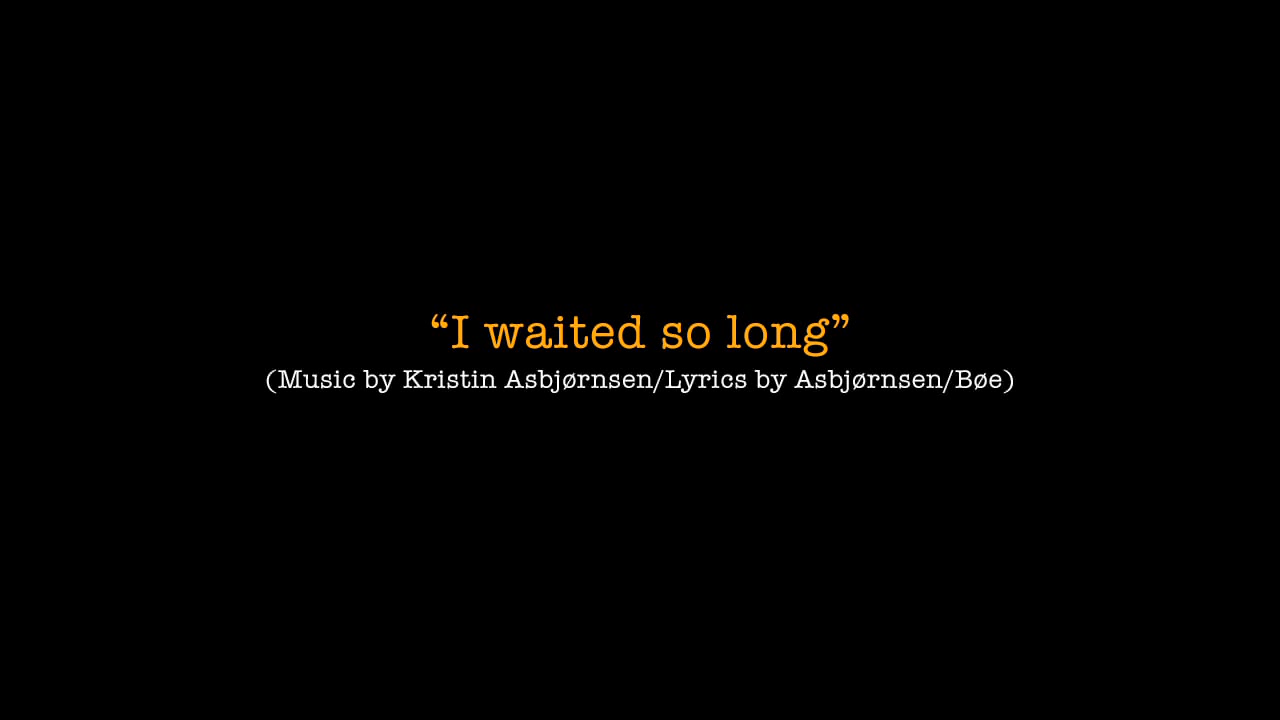 “I waited so long”
(Music by Kristin Asbjørnsen/Lyrics by Asbjørnsen/Bøe)